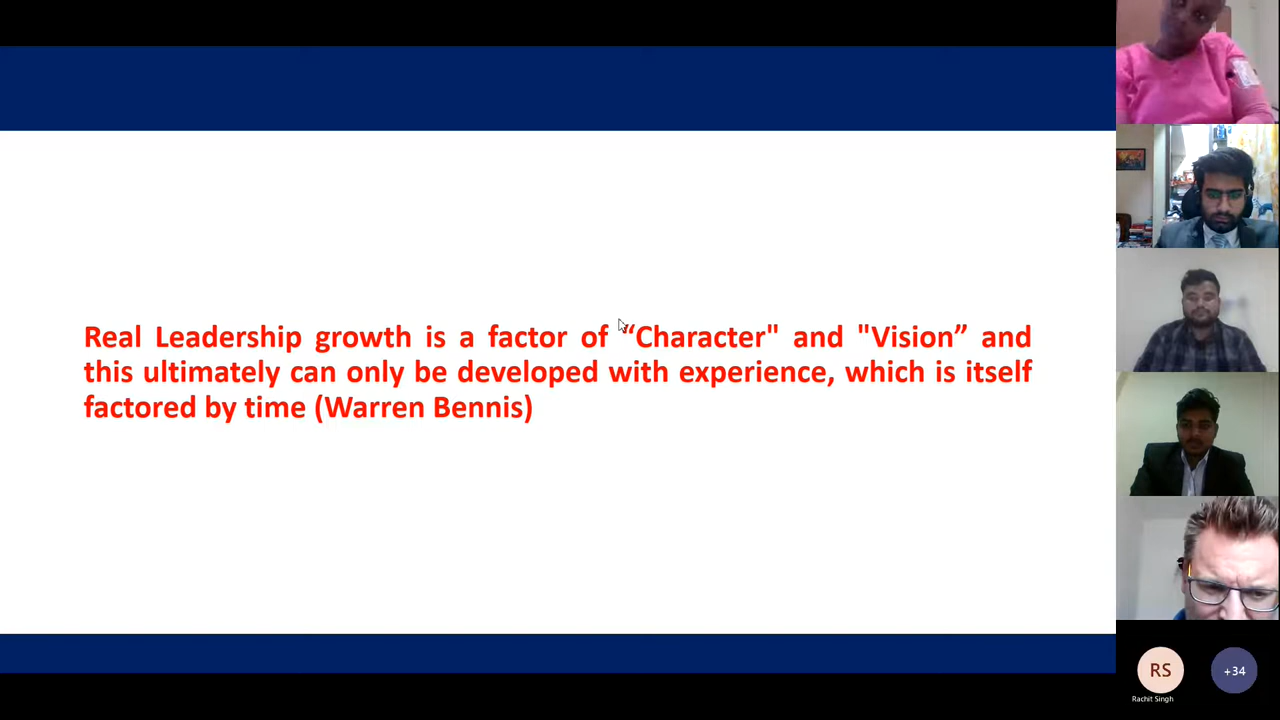 Real Leadership growth is a factor of “Character" and "Vision” and
this ultimately can only be developed with experience, which is itself
factored by time (Warren Bennis)
RS
+34
Rachit Singh